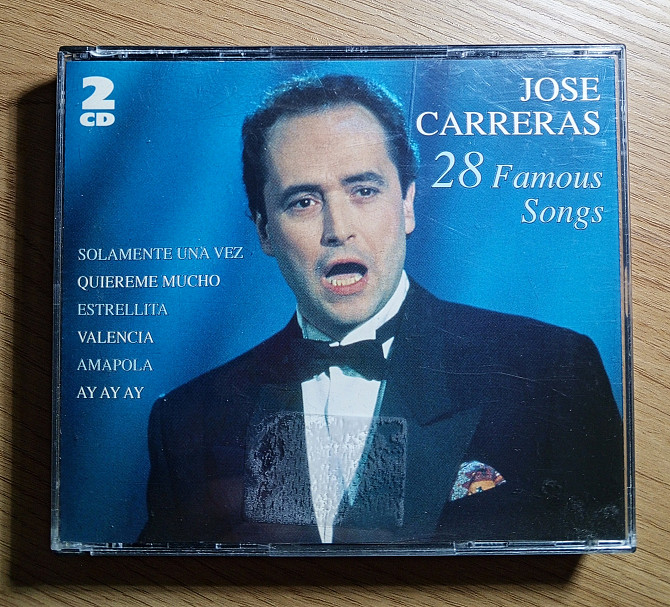 2
CD
JOSE
CARRERAS
28 Famous
Songs
SOLAMENTE UNA VEZ
QUIEREME MUCHO
ESTRELLITA
VALENCIA
AMAPOLA
AY AY AY